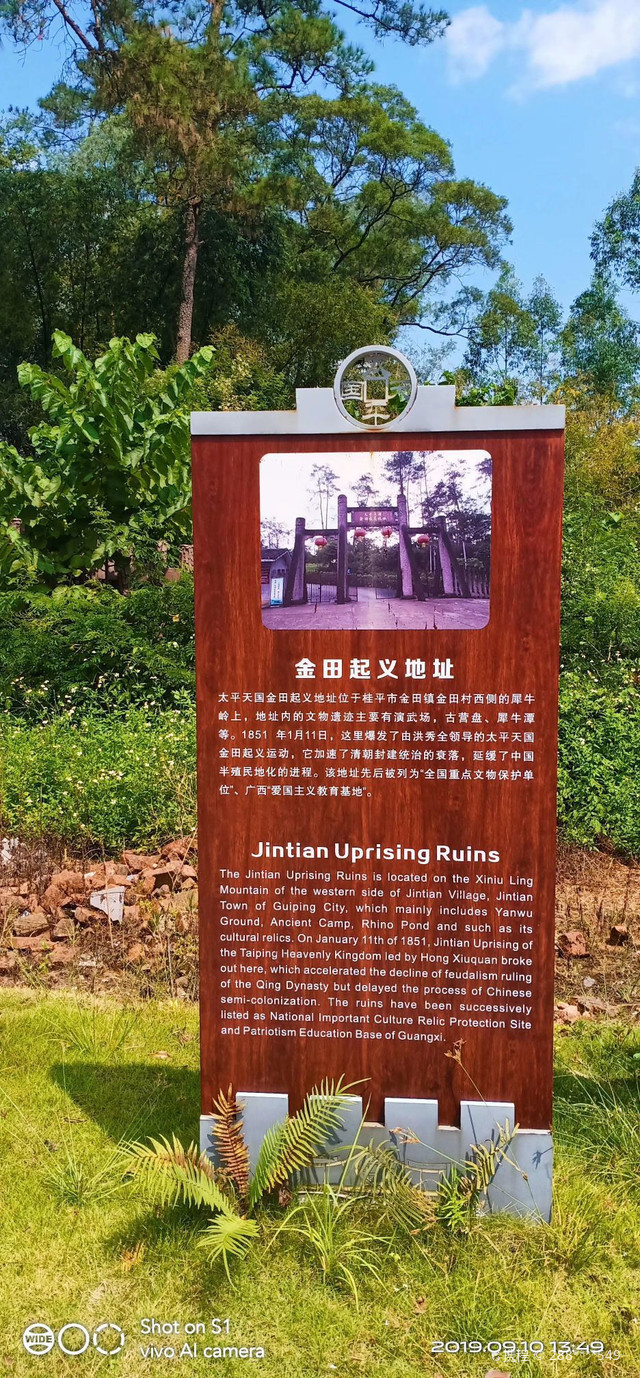 金田起义地址
太平天国金田起义地址位于桂平市金田镇金田村西侧的犀牛
岭上，地址内的文物遗迹主要有演武场，古营盘、犀牛潭
等。1851 年1月11日，这里爆发了由洪秀全领导的太平天国
金田起义运动，它加速了清朝封建统治的衰落，延缓了中国
半殖民地化的进程。该地址先后被列为“全国重点文物保护单
位”、广西“爱国主义教育基地”。
Jintian Uprising Ruins
The Jintian Uprising Ruins is located on the Xiniu Ling
Mountain of the western side of Jintian Village, Jintian
Town of Guiping City, which mainly includes Yanwu
Ground, Ancient Camp, Rhino Pond and such as its
cultural relics. On January 11th of 1851, Jintian Uprising of
the Taiping Heavenly Kingdom led by Hong Xiuquan broke
out here, which accelerated the decline of feudalism ruling
of the Qing Dynasty but delayed the process of Chinese
semi-colonization. The ruins have been successively
listed as National Important Culture Relic Protection Site
and Patriotism Education Base of Guangxi.
WIDE
Shot on S1
vivo AI camera
2019.09.10 13:49